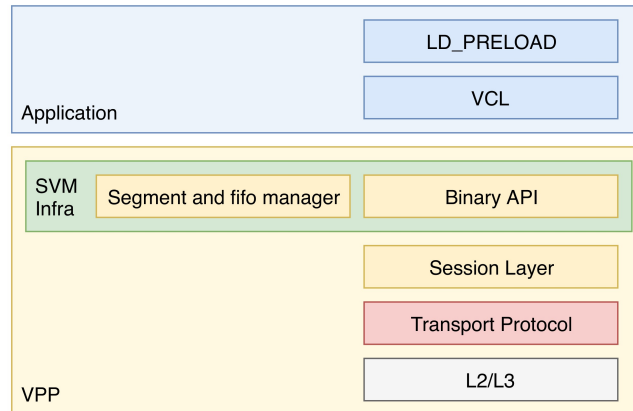 LD_PRELOAD
VCL
Application
SVM
Infra
Segment and fifo manager
Binary API
Session Layer
Transport Protocol
L2/L3
VPP